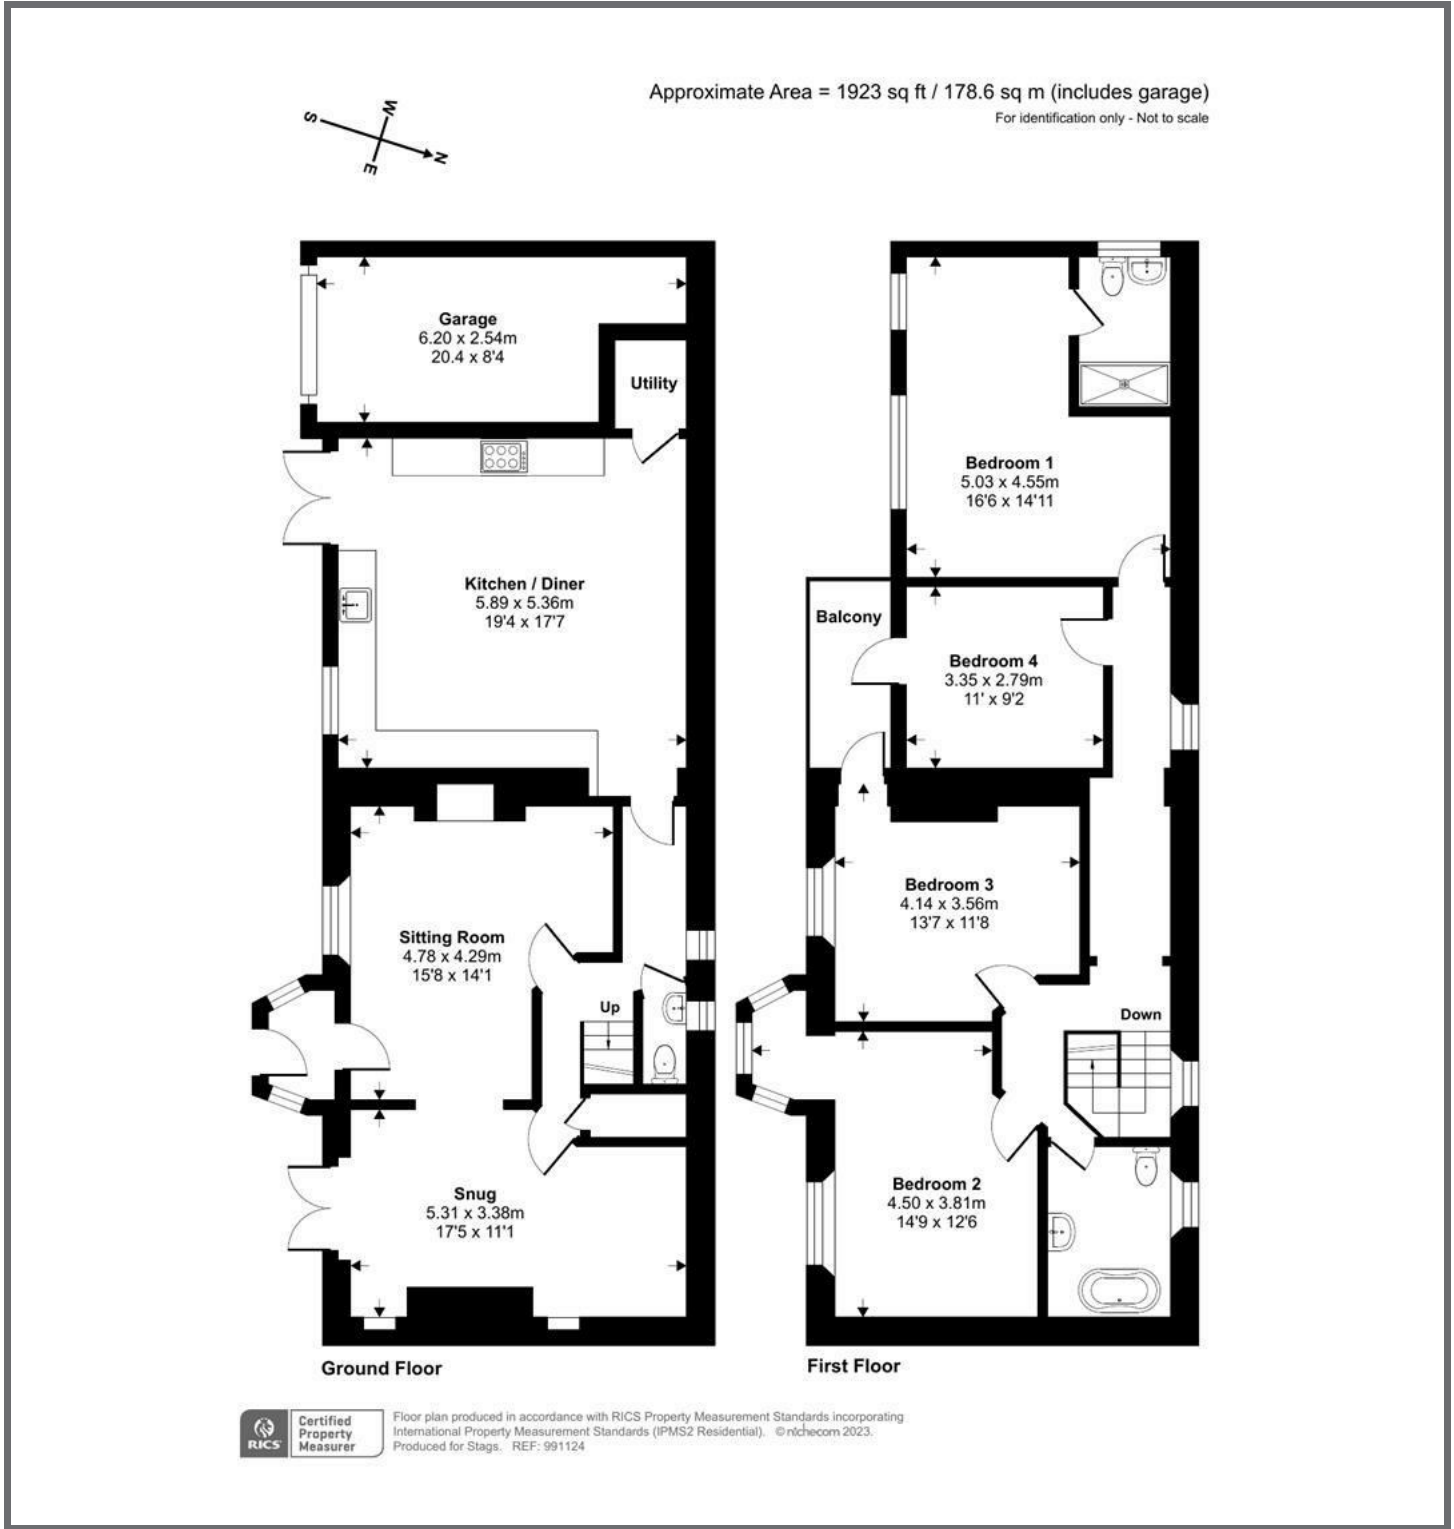 Approximate Area = 1923 sq ft / 178.6 sq m (includes garage)
For identification only - Not to scale
W
S
N
E
Garage
6.20 x 2.54m
20.4 x 8'4
Utility
Kitchen / Diner
5.89 x 5.36m
19'4 x 17'7
Sitting Room
4.78 x 4.29m
15'8 x 14'1
Up
Snug
5.31 x 3.38m
17'5 x 11'1
Ground Floor
Bedroom 1
5.03 x 4.55m
16'6 x 14'11
Balcony
Bedroom 4
3.35 x 2.79m
11' x 9'2
Bedroom 3
4.14 x 3.56m
13'7 x 11'8
Down
Bedroom 2
4.50 x 3.81m
14'9 x 12'6
First Floor
RICS
Certified
Property
Measurer
Floor plan produced in accordance with RICS Property Measurement Standards incorporating
International Property Measurement Standards (IPMS2 Residential). © nichecom 2023.
Produced for Stags. REF: 991124